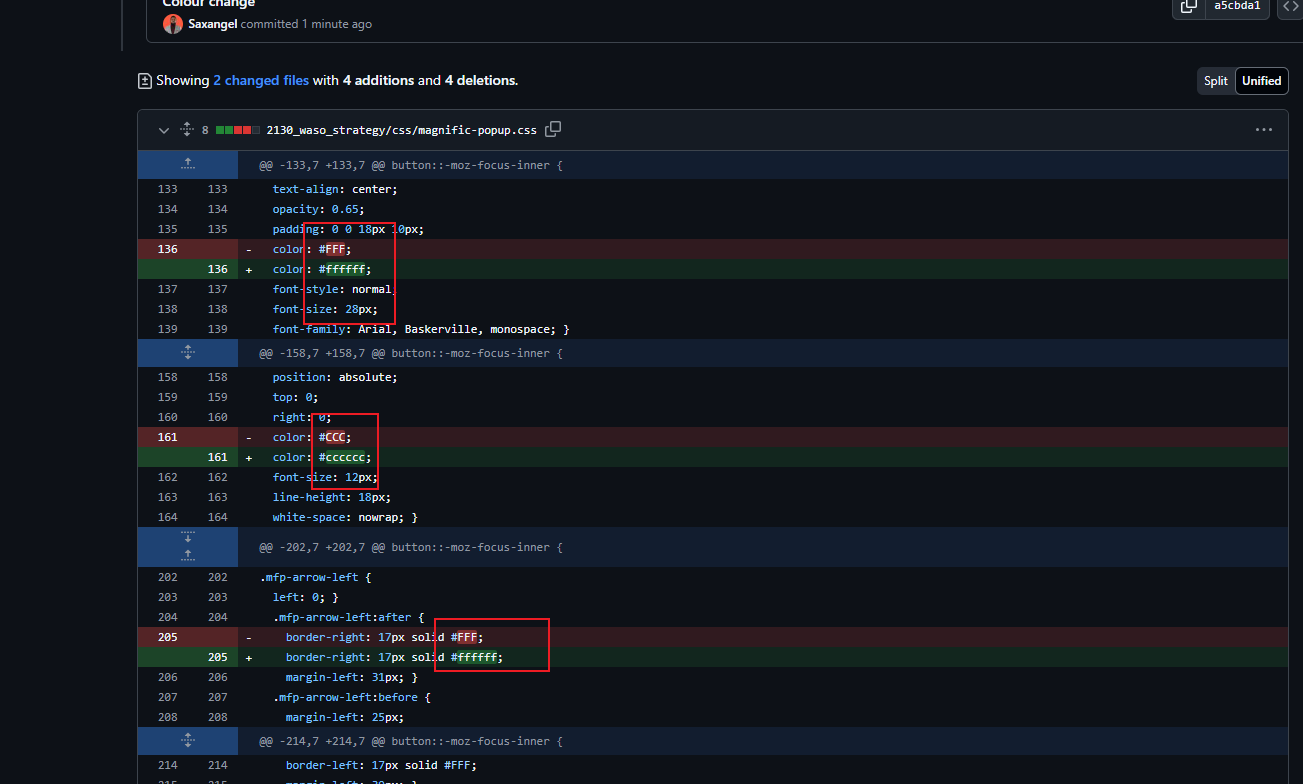 Colour change
Saxangel committed 1 minute ago
a5cbda1
Showing 2 changed files with 4 additions and 4 deletions.
Split Unified
8 2130_waso_strategy/css/magnific-popup.css
@@ -133,7 +133,7 @@ button::-moz-focus-inner {
133 133 text-align: center;
134 134 opacity: 0.65;
135 135 padding: 0 0 18px 10px;
136 - color: #FFF;
136 + color: #ffffff;
137 137 font-style: normal
138 138 font-size: 28px;
139 139 font-family: Arial, Baskerville, monospace; }
@@ -158,7 +158,7 @@ button::-moz-focus-inner {
158 158 position: absolute;
159 159 top: 0;
160 160 right: 0;
161 - color: #CCC;
161 + color: #cccccc;
162 162 font-size: 12px;
163 163 line-height: 18px;
164 164 white-space: nowrap; }
@@ -202,7 +202,7 @@ button::-moz-focus-inner {
202 202 .mfp-arrow-left {
203 203 left: 0; }
204 204 .mfp-arrow-left:after {
205 - border-right: 17px solid #FFF;
205 + border-right: 17px solid #ffffff;
206 206 margin-left: 31px; }
207 207 .mfp-arrow-left:before {
208 208 margin-left: 25px;
@@ -214,7 +214,7 @@ button::-moz-focus-inner {
214 214 border-left: 17px solid #FFF;